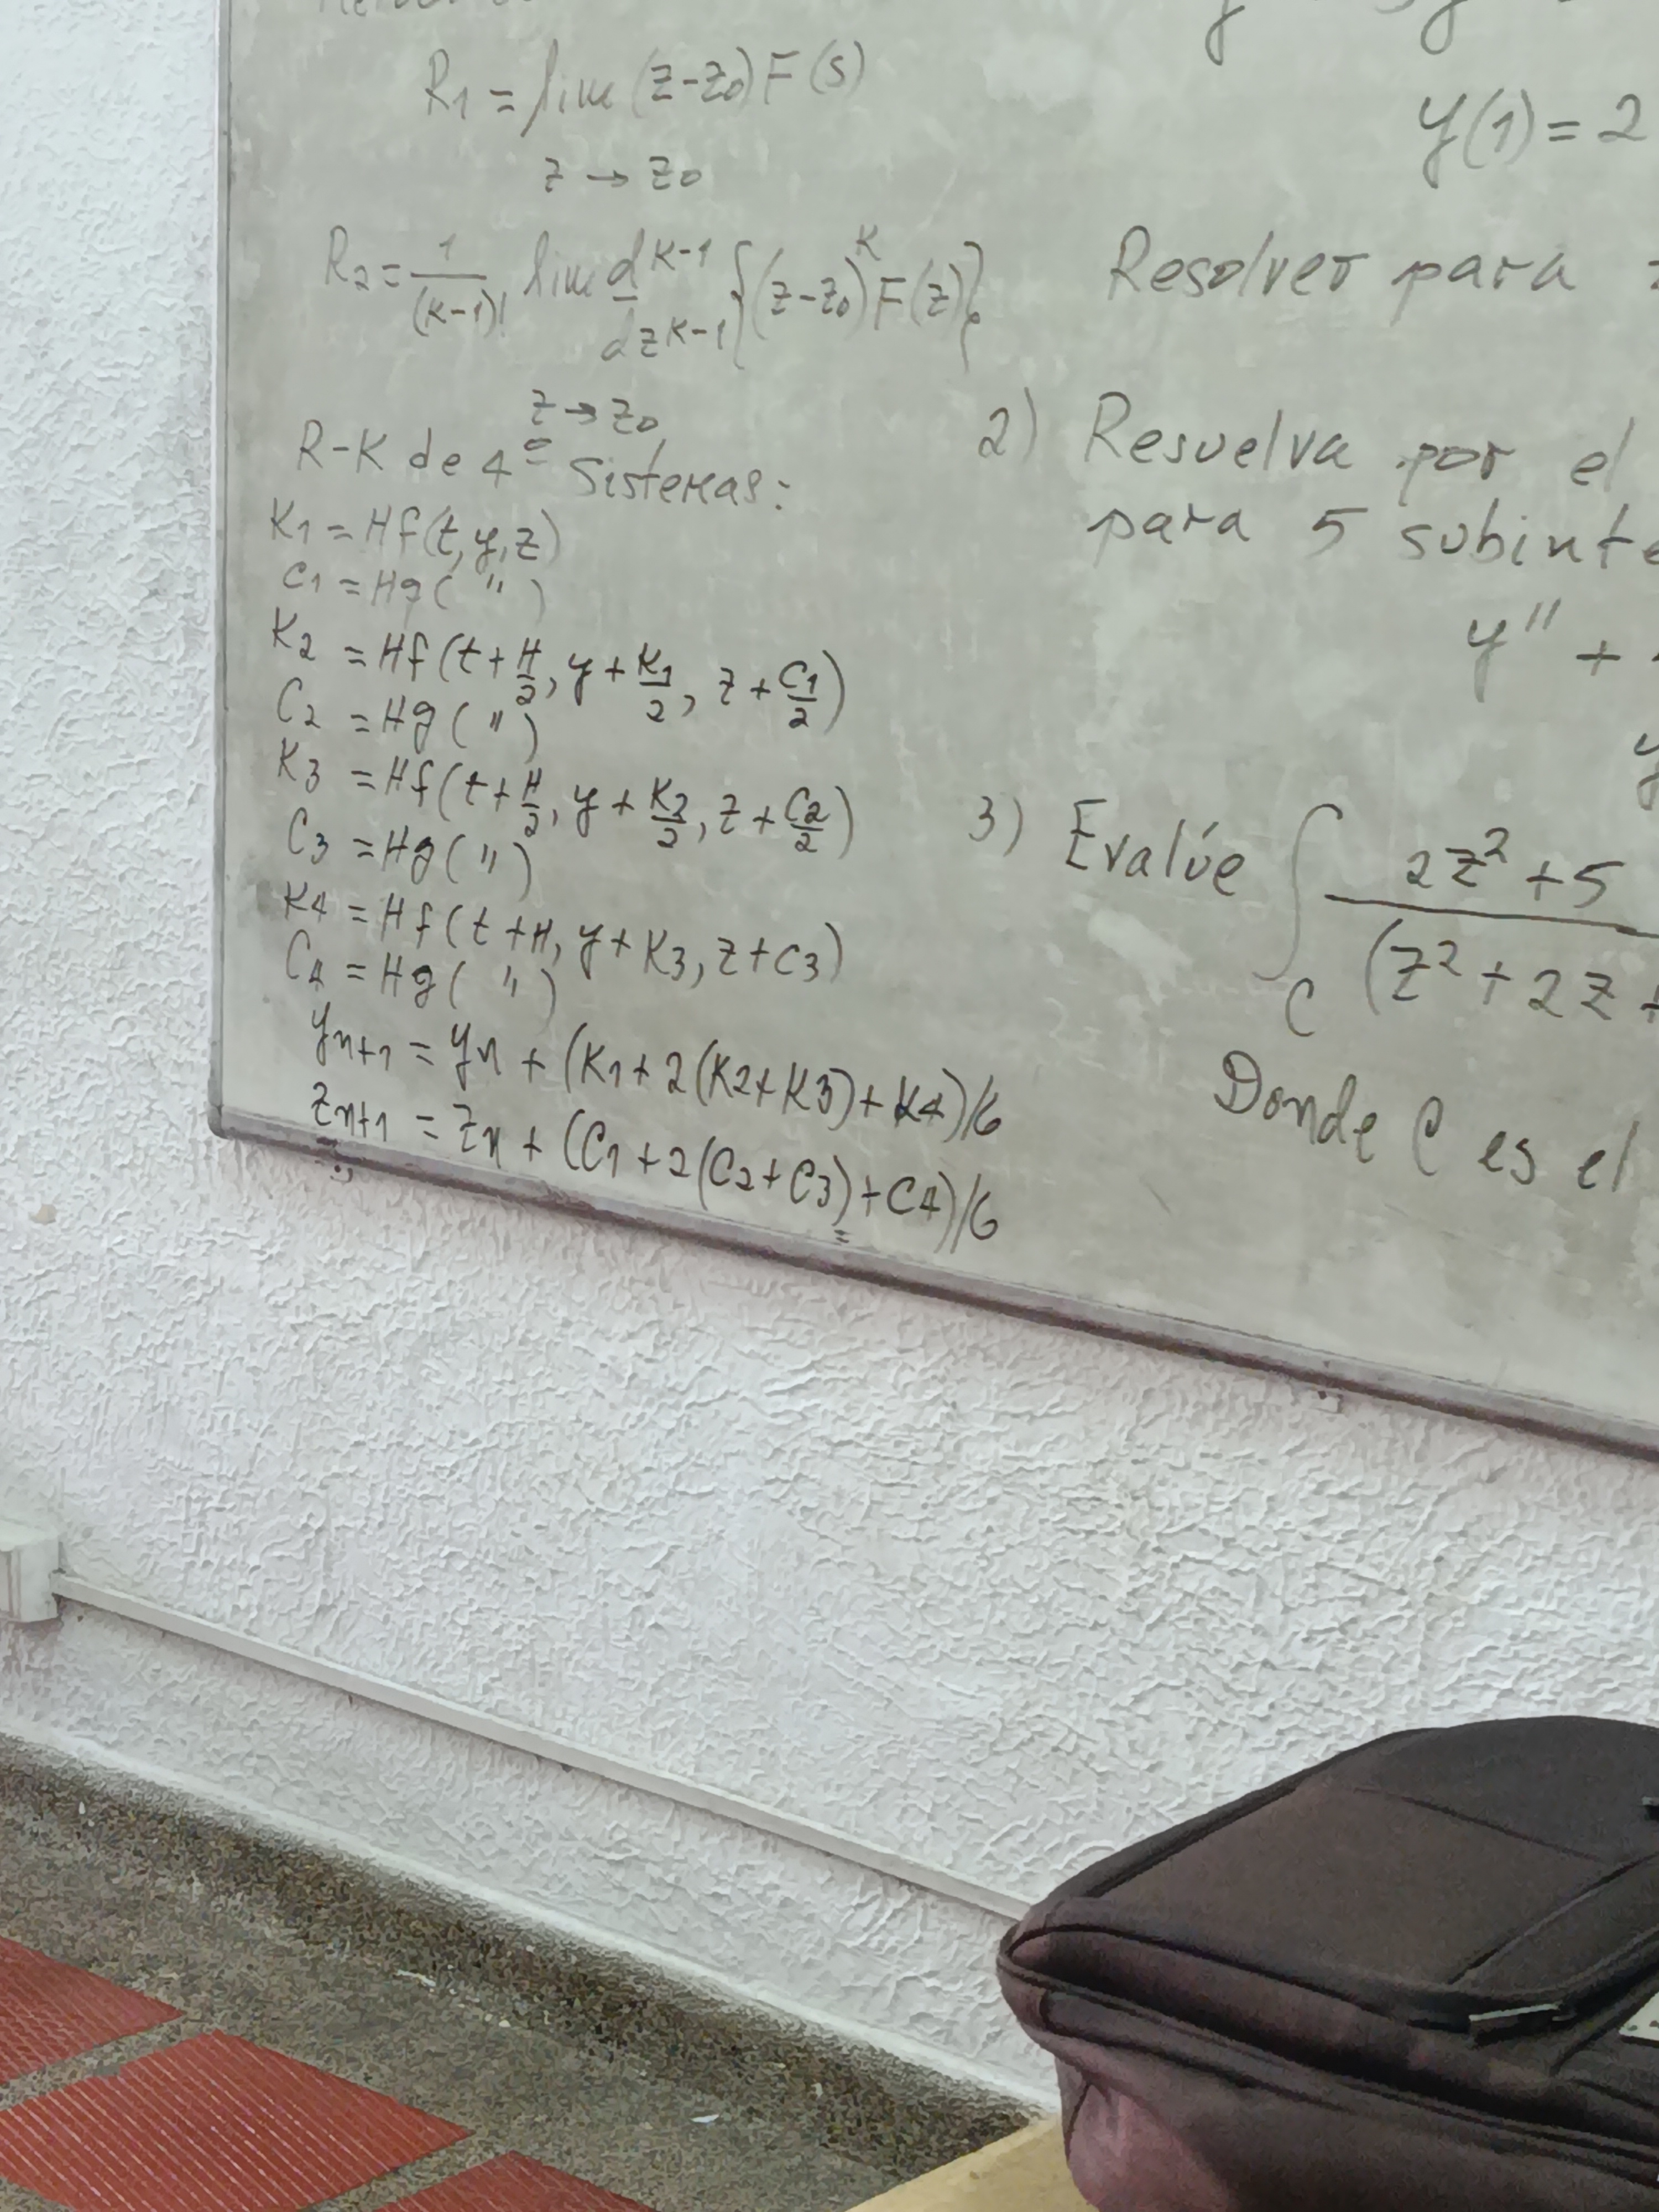 R1 = lim (z-z0) F(s)
z → z0
R2 = 1/(K-1)! lim d^K-1/dz^K-1 {(z-z0)^K F(z)}
z → z0
R-K de 4º Sistemas:
K1 = Hf(t, y, z)
C1 = Hg( " )
K2 = Hf(t + H/2, y + K1/2, z + C1/2)
C2 = Hg( " )
K3 = Hf(t + H/2, y + K2/2, z + C2/2)
C3 = Hg( " )
K4 = Hf(t + H, y + K3, z + C3)
C4 = Hg( " )
yn+1 = yn + (K1 + 2(K2 + K3) + K4)/6
zn+1 = zn + (C1 + 2(C2 + C3) + C4)/6
y(1) = 2
Resolver para
2) Resuelva por el
para 5 subinte
y'' +
y
3) Evalúe ∫C 2z² + 5 / (z² + 2z +
Donde C es el